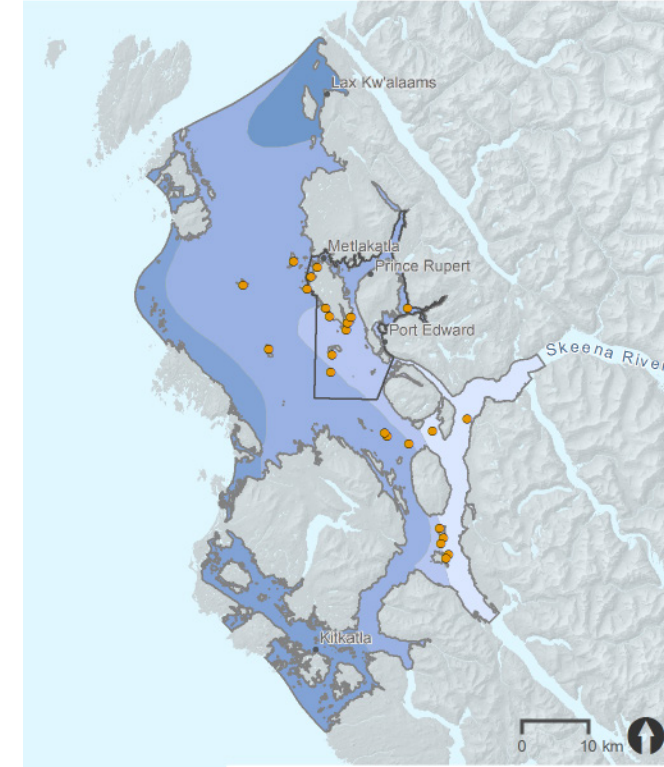 Lax Kw'alaams
Metlakatla
Prince Rupert
Port Edward
Skeena River
Kitkatla
0 10 km